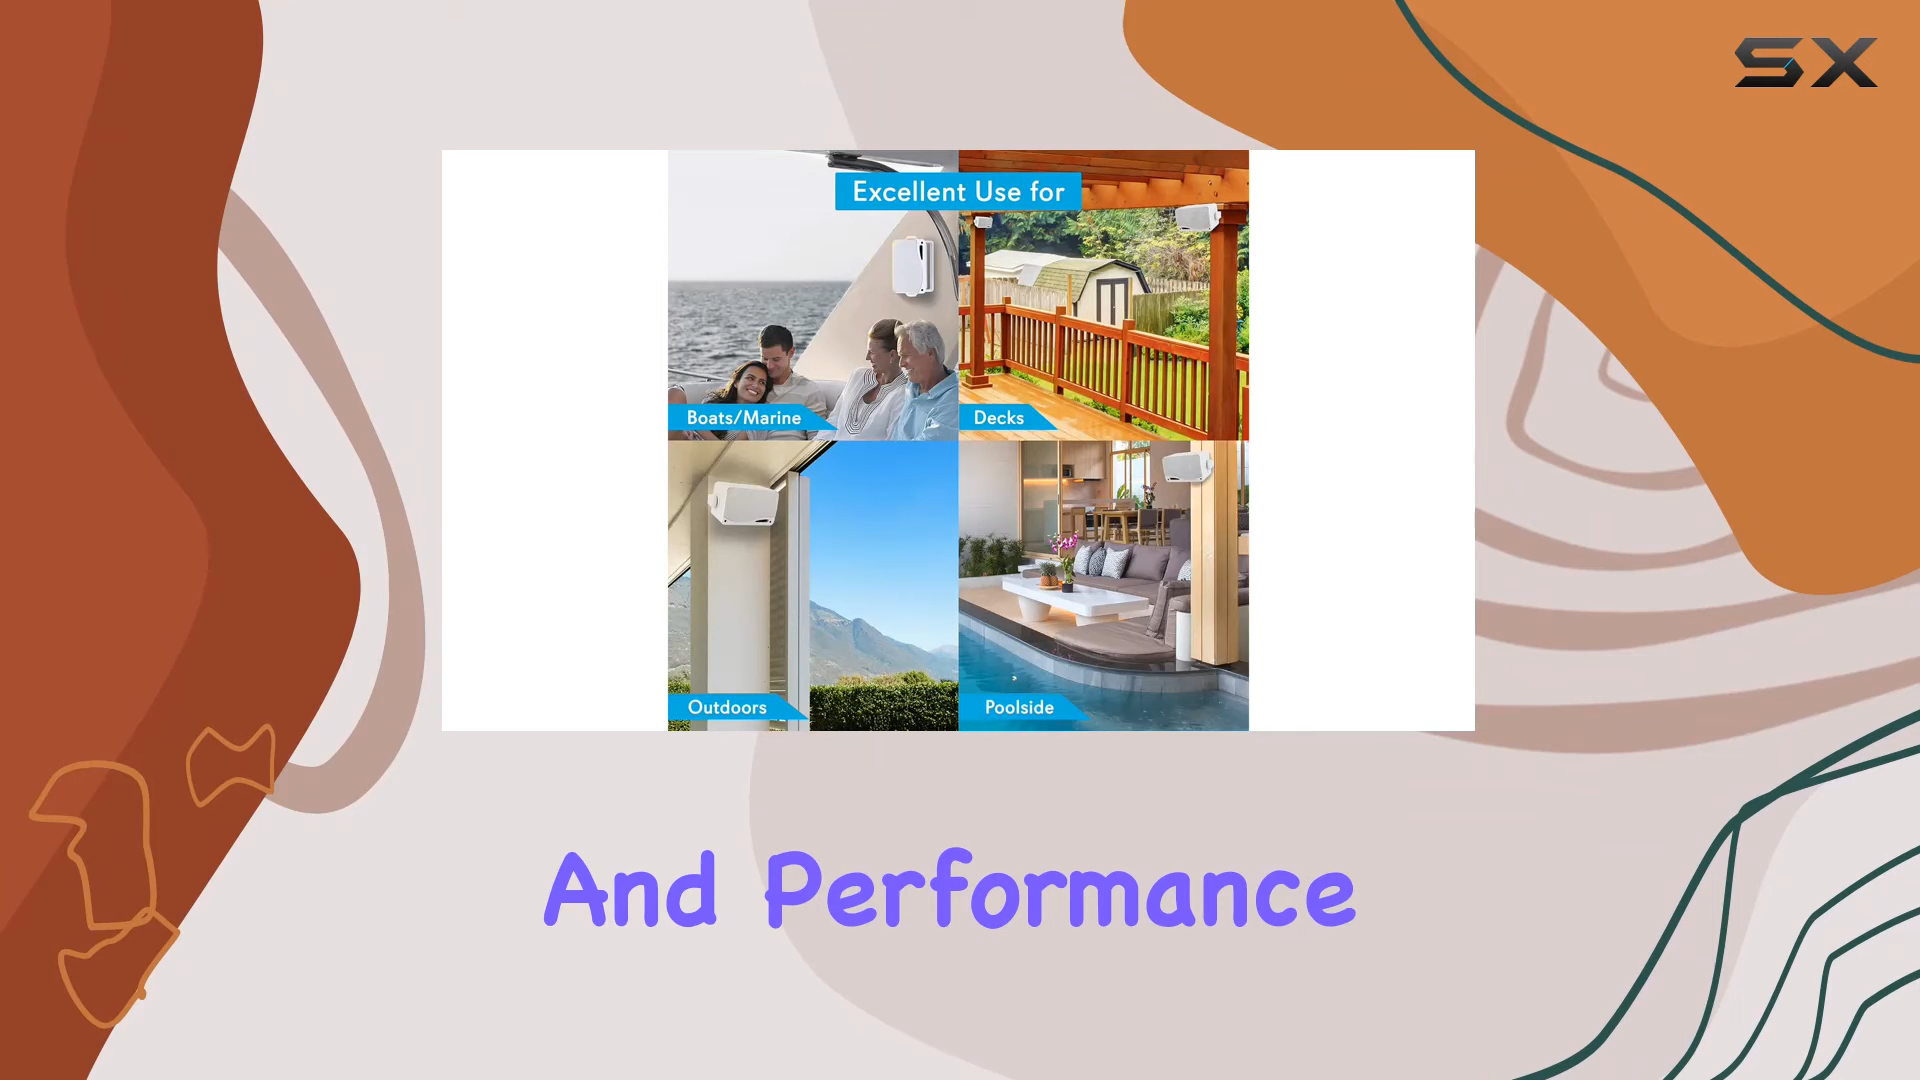 SX
Excellent Use for
Boats/Marine
Decks
Outdoors
Poolside
And Performance